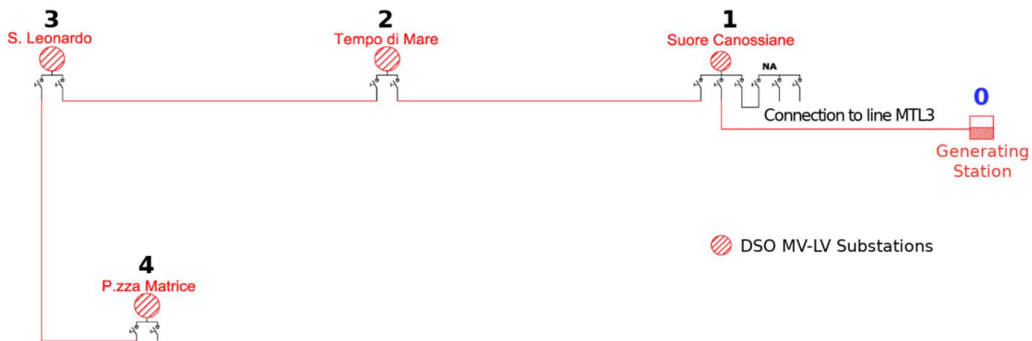 3
S. Leonardo
2
Tempo di Mare
1
Suore Canossiane
NA
Connection to line MTL3
0
Generating
Station
DSO MV-LV Substations
4
P.zza Matrice